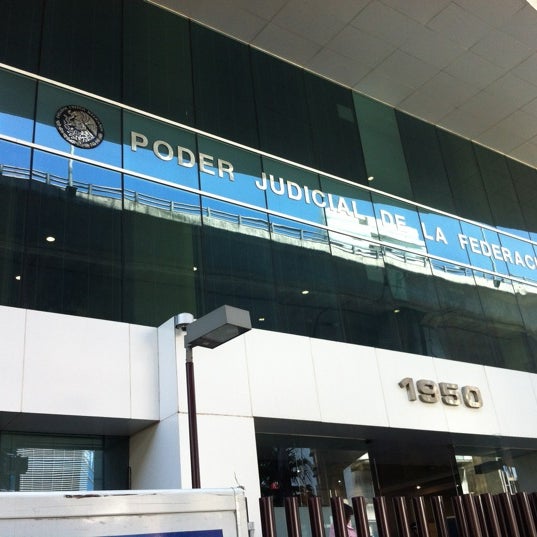 PODER JUDICIAL DE LA FEDERAC
1950